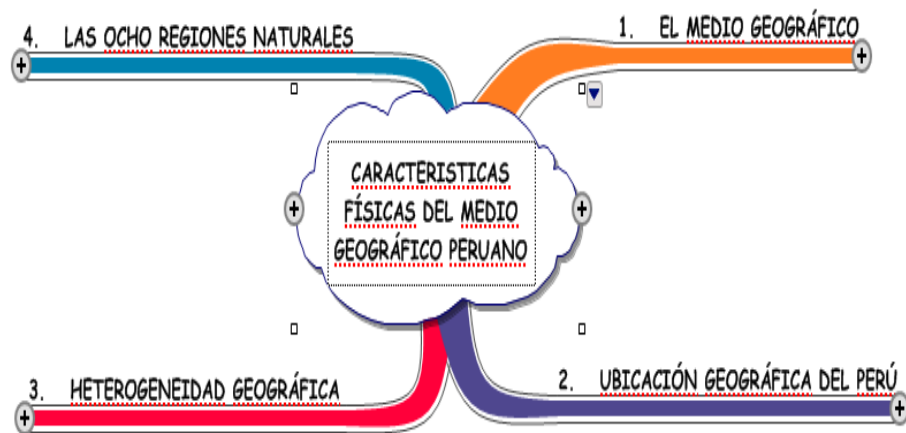 4. LAS OCHO REGIONES NATURALES
1. EL MEDIO GEOGRÁFICO
CARACTERISTICAS
FÍSICAS DEL MEDIO
GEOGRÁFICO PERUANO
3. HETEROGENEIDAD GEOGRÁFICA
2. UBICACIÓN GEOGRÁFICA DEL PERÚ